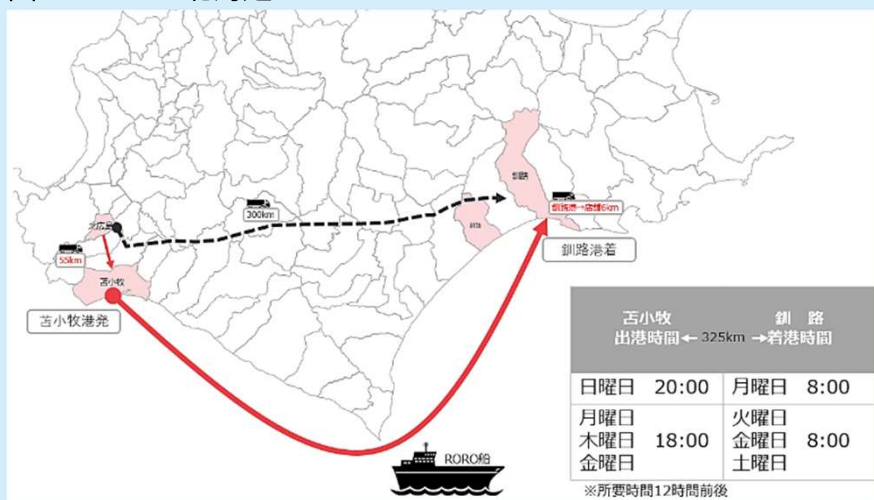 北広島
55km
苫小牧
苫小牧港発
300km
釧路
釧路
釧路港→店舗6km
釧路港着
RORO船
苫小牧 釧 路
出港時間← 325km →着港時間
日曜日 20:00 月曜日 8:00
月曜日 火曜日
木曜日 18:00 金曜日 8:00
金曜日 土曜日
※所要時間12時間前後